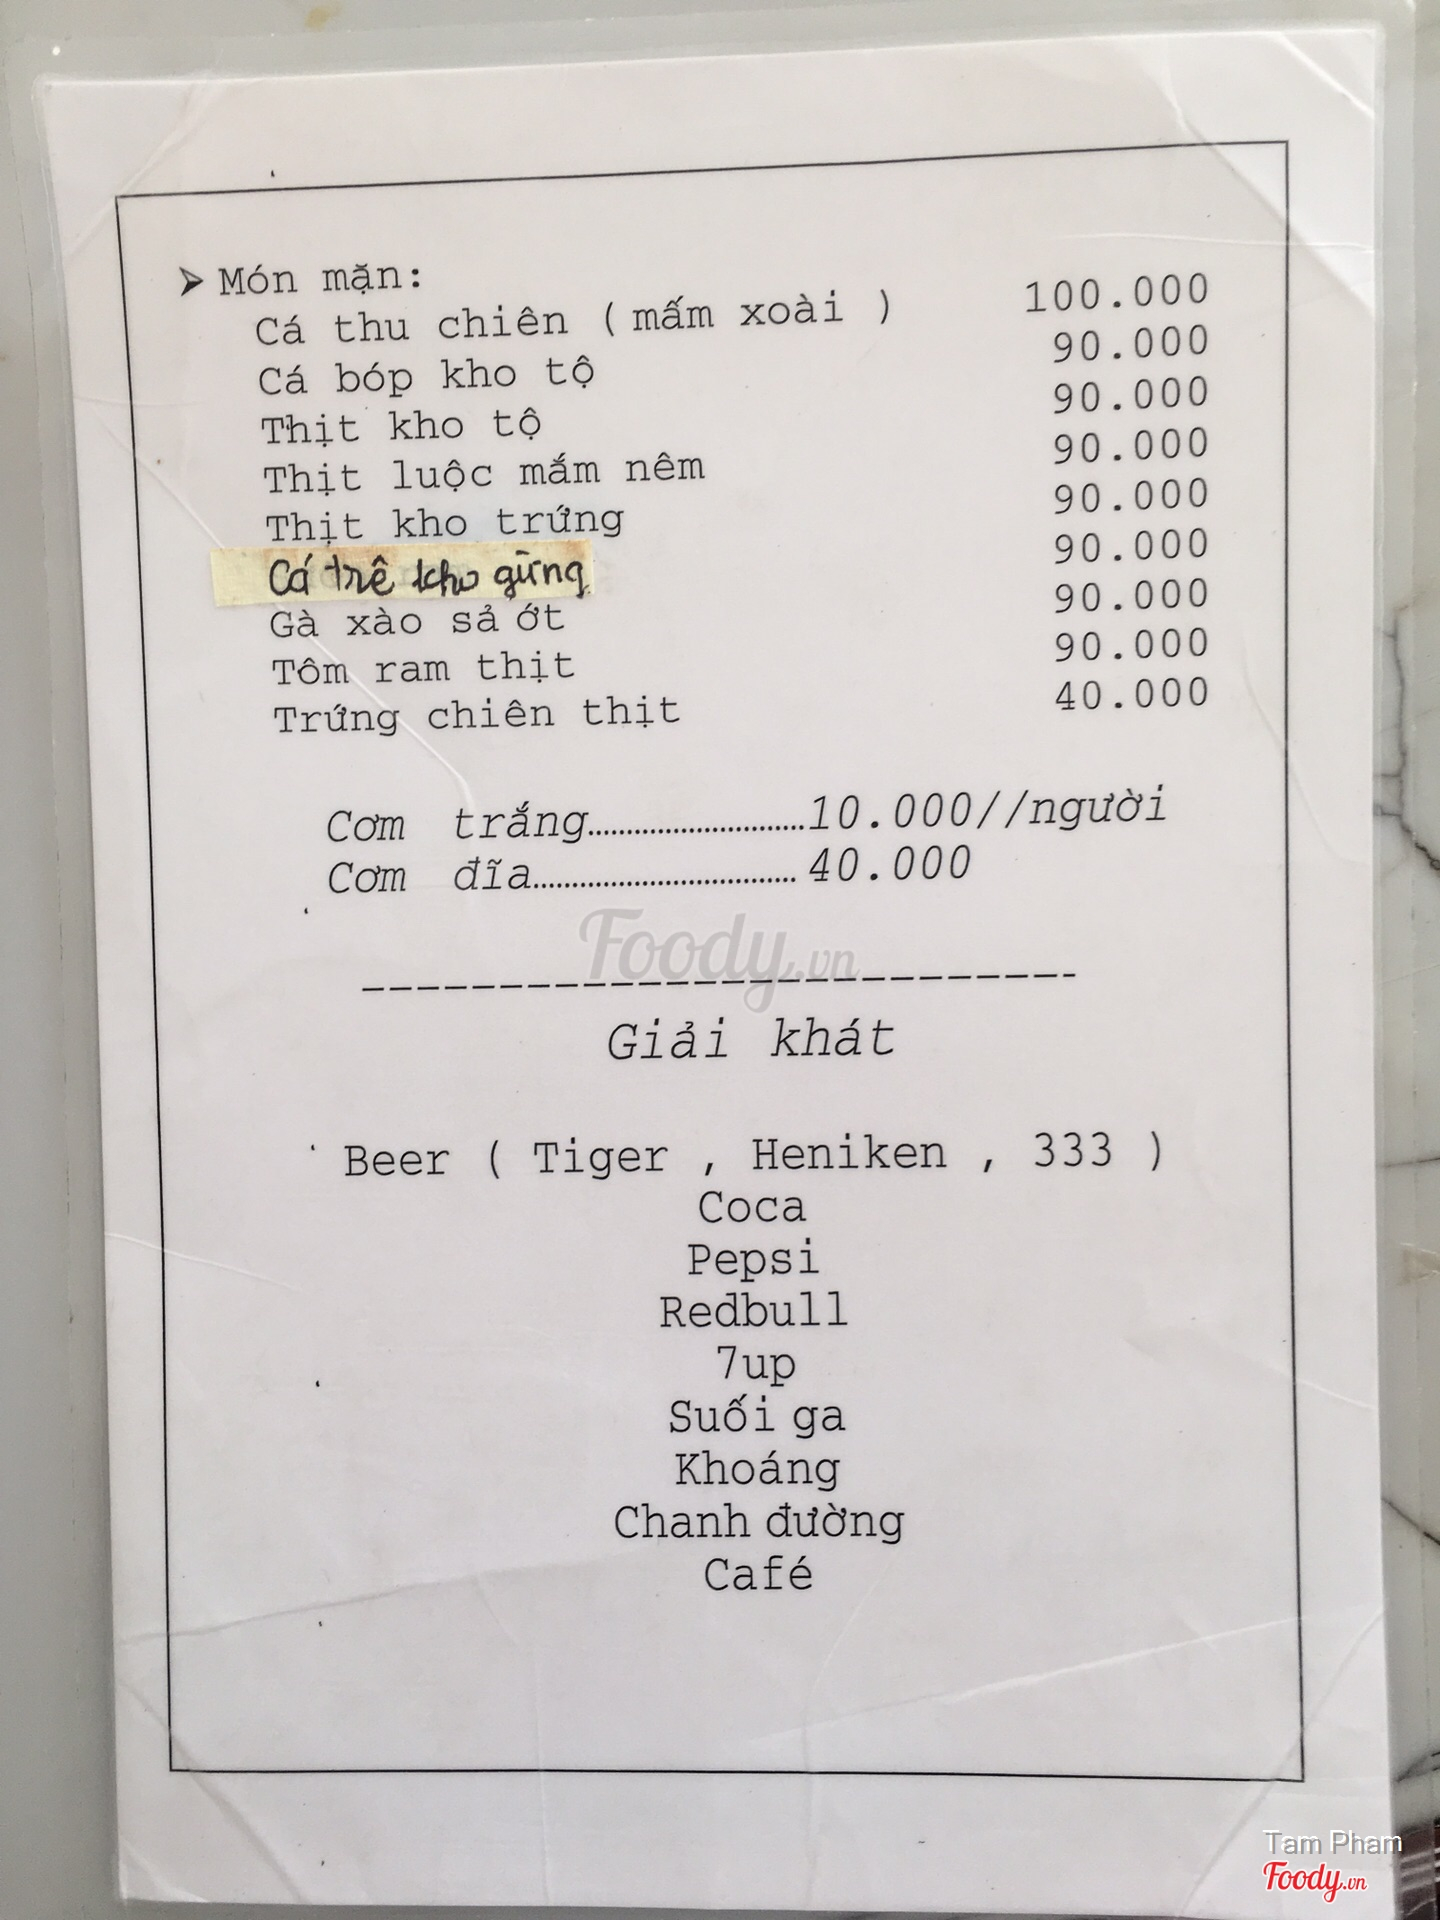 ➢ Món mặn:
Cá thu chiên ( mấm xoài ) 100.000
Cá bóp kho tộ 90.000
Thịt kho tộ 90.000
Thịt luộc mắm nêm 90.000
Thịt kho trứng 90.000
Cá trê kho gừng 90.000
Gà xào sả ớt 90.000
Tôm ram thịt 90.000
Trứng chiên thịt 40.000
Cơm trắng..............................10.000//người
Cơm đĩa.................................... 40.000
Foody.vn
Giải khát
Beer ( Tiger , Heniken , 333 )
Coca
Pepsi
Redbull
7up
Suối ga
Khoáng
Chanh đường
Café
Tam Pham
Foody.vn